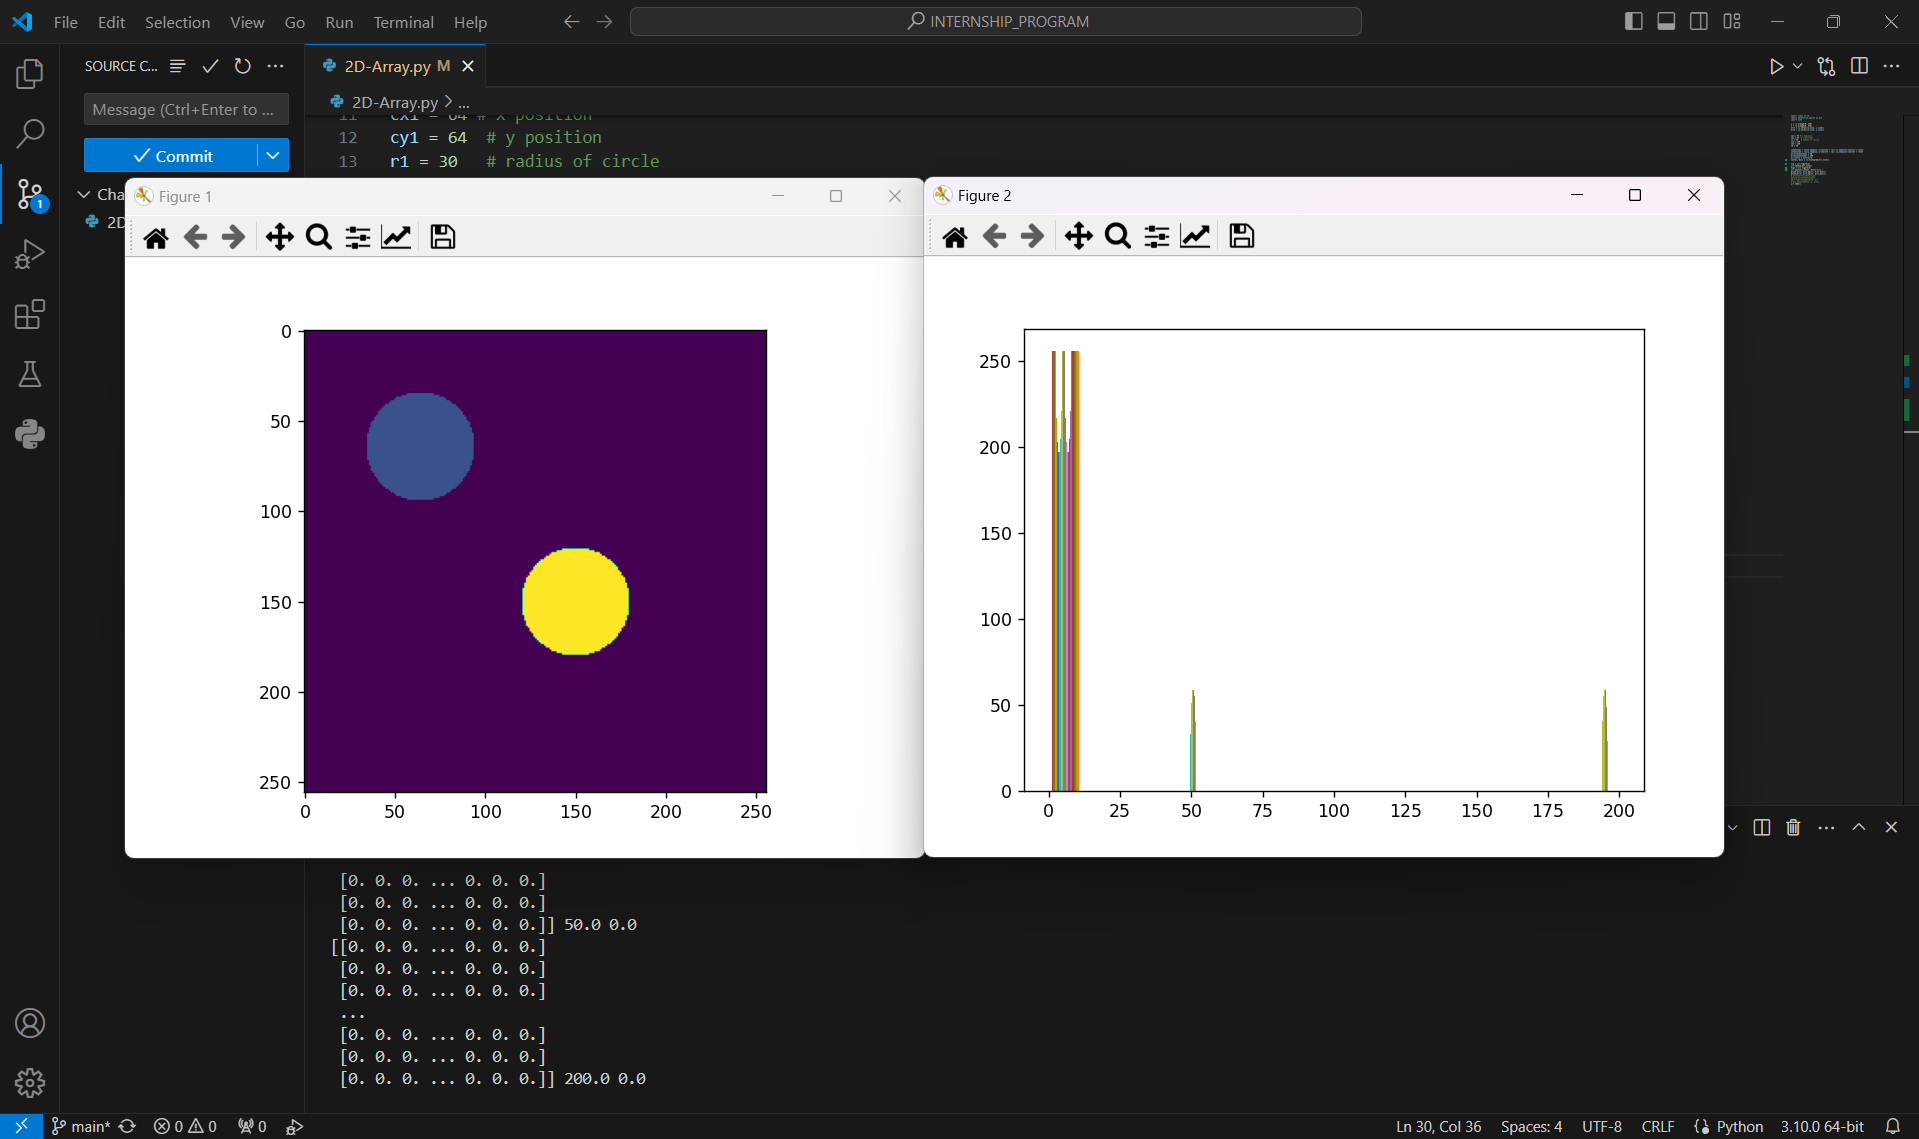 File Edit Selection View Go Run Terminal Help
INTERNSHIP_PROGRAM
SOURCE C...
2D-Array.py M
Message (Ctrl+Enter to ...
2D-Array.py > ...
Commit
12 cy1 = 64 # y position
13 r1 = 30 # radius of circle
Cha
2D
1
Figure 1
Figure 2
0
50
100
150
200
250
0 50 100 150 200 250
250
200
150
100
50
0
0 25 50 75 100 125 150 175 200
[0. 0. 0. ... 0. 0. 0.]
[0. 0. 0. ... 0. 0. 0.]
[0. 0. 0. ... 0. 0. 0.]] 50.0 0.0
[[0. 0. 0. ... 0. 0. 0.]
[0. 0. 0. ... 0. 0. 0.]
[0. 0. 0. ... 0. 0. 0.]
...
[0. 0. 0. ... 0. 0. 0.]
[0. 0. 0. ... 0. 0. 0.]
[0. 0. 0. ... 0. 0. 0.]] 200.0 0.0
main* 0 0 0 Ln 30, Col 36 Spaces: 4 UTF-8 CRLF Python 3.10.0 64-bit